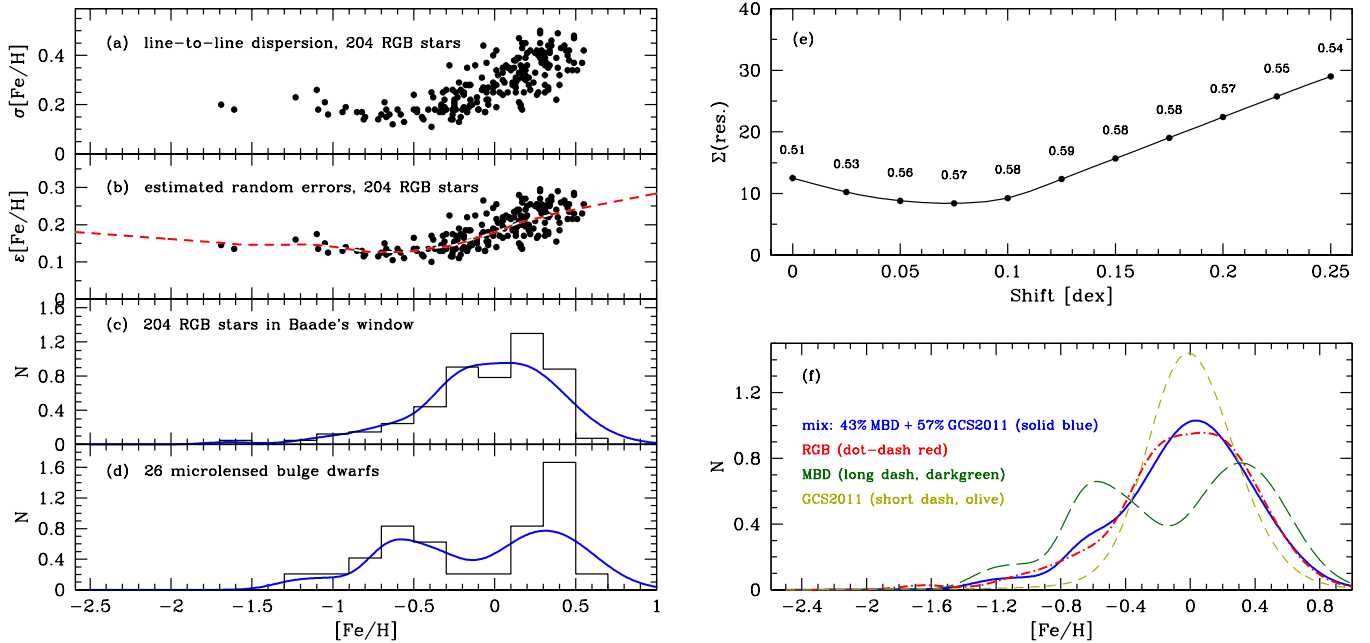 (a) line-to-line dispersion, 204 RGB stars
σ[Fe/H]
0.4
0.2
0
(b) estimated random errors, 204 RGB stars
ε[Fe/H]
0.3
0.2
0.1
0
(c) 204 RGB stars in Baade's window
N
1.6
1.2
0.8
0.4
0
(d) 26 microlensed bulge dwarfs
N
1.6
1.2
0.8
0.4
0
−2.5 −2 −1.5 −1 −0.5 0 0.5 1
[Fe/H]
(e)
Σ(res.)
40
30
20
10
0
0.51 0.53 0.56 0.57 0.58 0.59 0.58 0.58 0.57 0.55 0.54
0 0.05 0.1 0.15 0.2 0.25
Shift [dex]
(f)
N
1.2
0.8
0.4
0
mix: 43% MBD + 57% GCS2011 (solid blue)
RGB (dot-dash red)
MBD (long dash, darkgreen)
GCS2011 (short dash, olive)
−2.4 −2 −1.6 −1.2 −0.8 −0.4 0 0.4 0.8
[Fe/H]